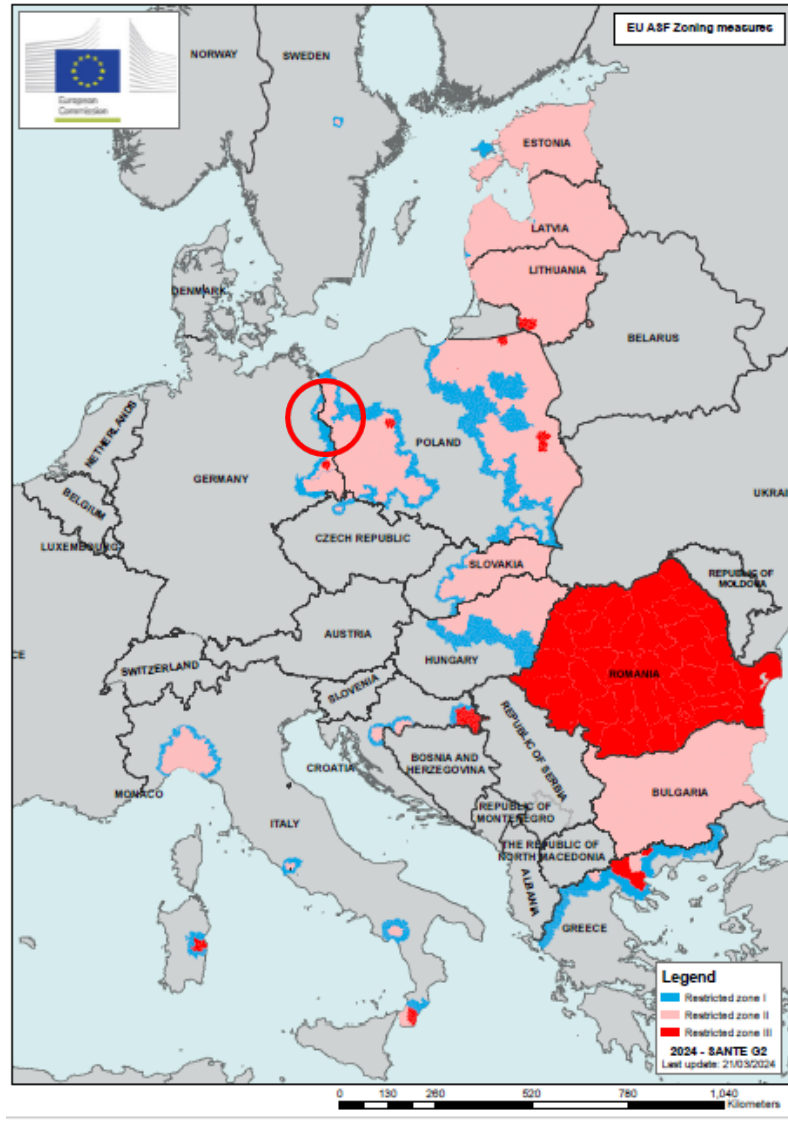 EU ASF Zoning measures
European
Commission
NORWAY
SWEDEN
ESTONIA
LATVIA
LITHUANIA
DENMARK
BELARUS
NETHERLANDS
POLAND
GERMANY
BELGIUM
UKRAI
LUXEMBOURG
CZECH REPUBLIC
SLOVAKIA
REPUBLIC OF
MOLDOVA
AUSTRIA
CE
HUNGARY
SWITZERLAND
ROMANIA
SLOVENIA
REPUBLIC OF SERBIA
BOSNIA AND
HERZEGOVINA
CROATIA
MONACO
BULGARIA
REPUBLIC OF
MONTENEGRO
ITALY
THE REPUBLIC OF
NORTH MACEDONIA
ALBANIA
GREECE
Legend
Restricted zone I
Restricted zone II
Restricted zone III
2024 - SANTE G2
Last update: 21/03/2024
0 130 260 520 780 1,040
Kilometers